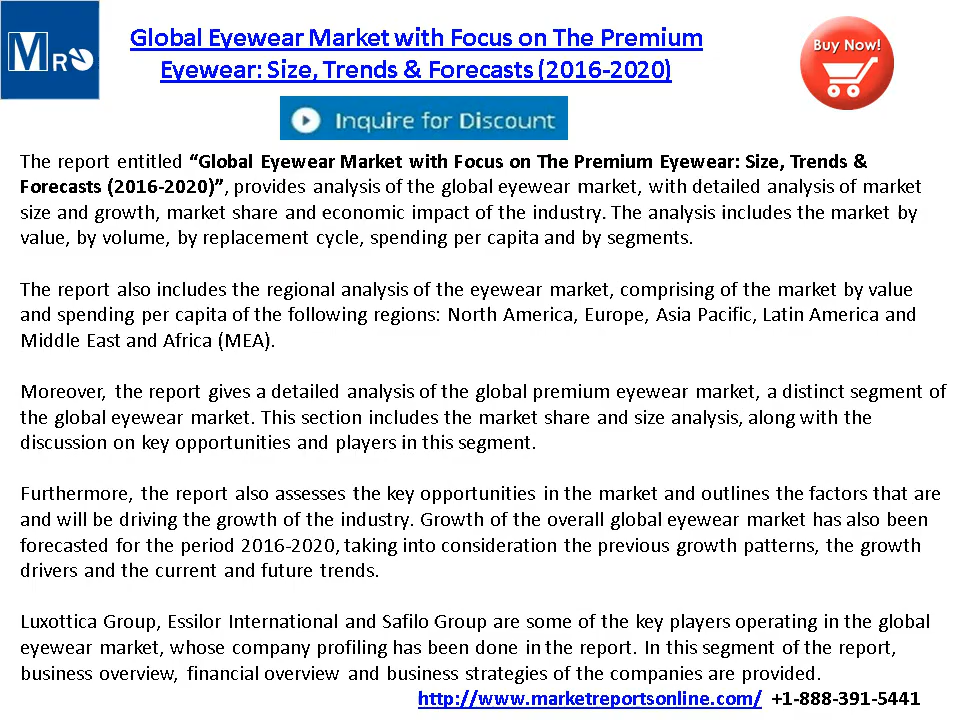 MRO
Global Eyewear Market with Focus on The Premium
Eyewear: Size, Trends & Forecasts (2016-2020)
Buy Now!
Inquire for Discount
The report entitled “Global Eyewear Market with Focus on The Premium Eyewear: Size, Trends &
Forecasts (2016-2020)”, provides analysis of the global eyewear market, with detailed analysis of market
size and growth, market share and economic impact of the industry. The analysis includes the market by
value, by volume, by replacement cycle, spending per capita and by segments.
The report also includes the regional analysis of the eyewear market, comprising of the market by value
and spending per capita of the following regions: North America, Europe, Asia Pacific, Latin America and
Middle East and Africa (MEA).
Moreover, the report gives a detailed analysis of the global premium eyewear market, a distinct segment of
the global eyewear market. This section includes the market share and size analysis, along with the
discussion on key opportunities and players in this segment.
Furthermore, the report also assesses the key opportunities in the market and outlines the factors that are
and will be driving the growth of the industry. Growth of the overall global eyewear market has also been
forecasted for the period 2016-2020, taking into consideration the previous growth patterns, the growth
drivers and the current and future trends.
Luxottica Group, Essilor International and Safilo Group are some of the key players operating in the global
eyewear market, whose company profiling has been done in the report. In this segment of the report,
business overview, financial overview and business strategies of the companies are provided.
http://www.marketreportsonline.com/ +1-888-391-5441